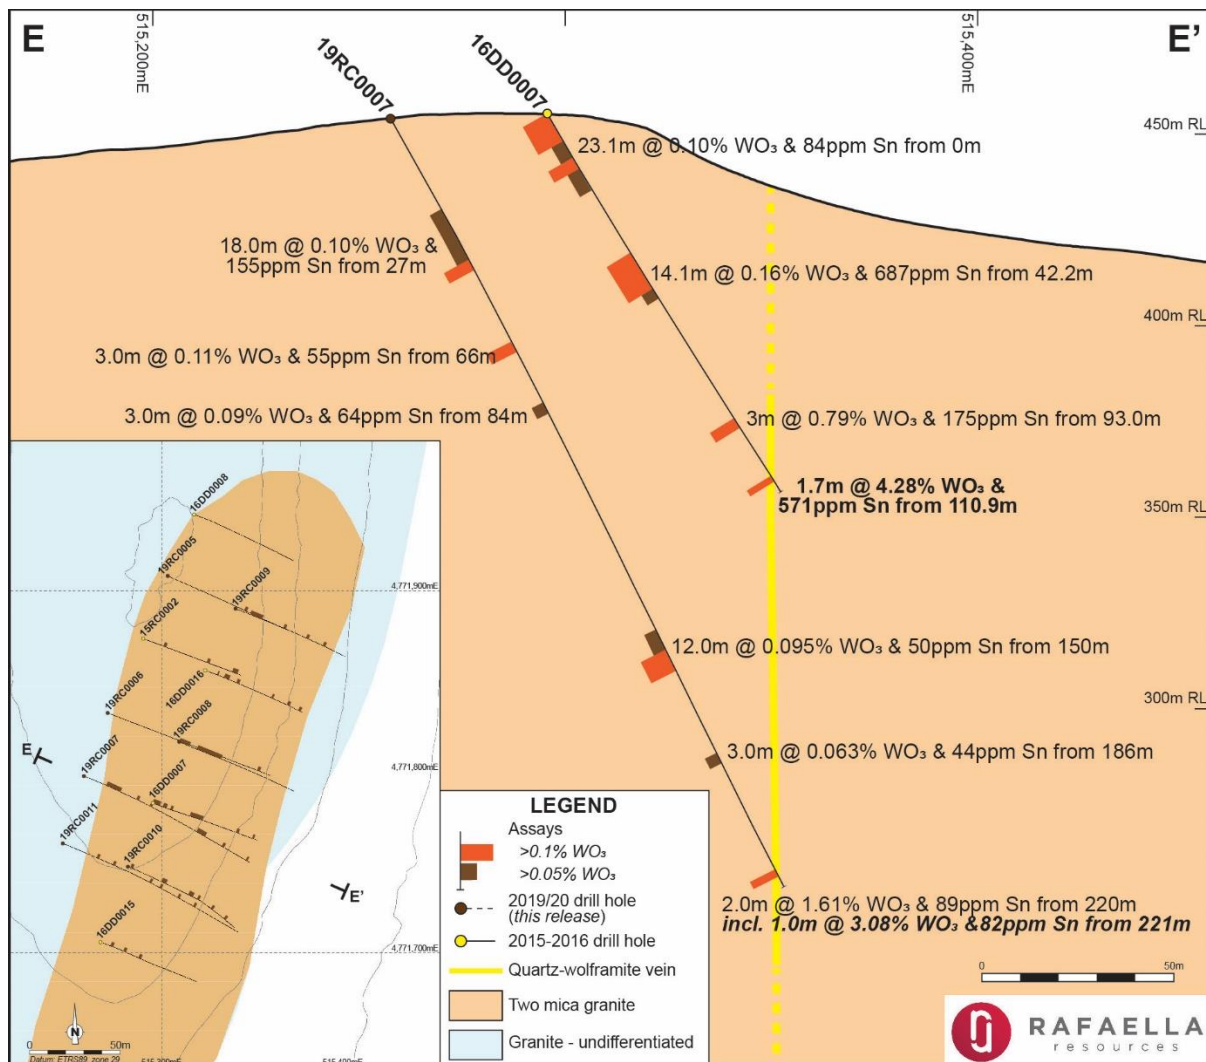 E
515,200mE
19RC0007
16DD0007
515,400mE
E'
450m RL
23.1m @ 0.10% WO₃ & 84ppm Sn from 0m
18.0m @ 0.10% WO₃ &
155ppm Sn from 27m
14.1m @ 0.16% WO₃ & 687ppm Sn from 42.2m
400m RL
3.0m @ 0.11% WO₃ & 55ppm Sn from 66m
3.0m @ 0.09% WO₃ & 64ppm Sn from 84m
3m @ 0.79% WO₃ & 175ppm Sn from 93.0m
1.7m @ 4.28% WO₃ &
571ppm Sn from 110.9m
350m RL
12.0m @ 0.095% WO₃ & 50ppm Sn from 150m
300m RL
3.0m @ 0.063% WO₃ & 44ppm Sn from 186m
2.0m @ 1.61% WO₃ & 89ppm Sn from 220m
incl. 1.0m @ 3.08% WO₃ &82ppm Sn from 221m
16DD0008
19RC0005
19RC0009
4,771,900mE
15RC0002
16DD0016
19RC0006
19RC0008
E
19RC0007
16DD0007
4,771,800mE
19RC0011
19RC0010
E'
16DD0015
4,771,700mE
N
0 50m
Datum: ETRS89, zone 29
515,300mE
515,400mE
LEGEND
Assays
>0.1% WO₃
>0.05% WO₃
2019/20 drill hole
(this release)
2015-2016 drill hole
Quartz-wolframite vein
Two mica granite
Granite - undifferentiated
0 50m
RAFAELLA
resources